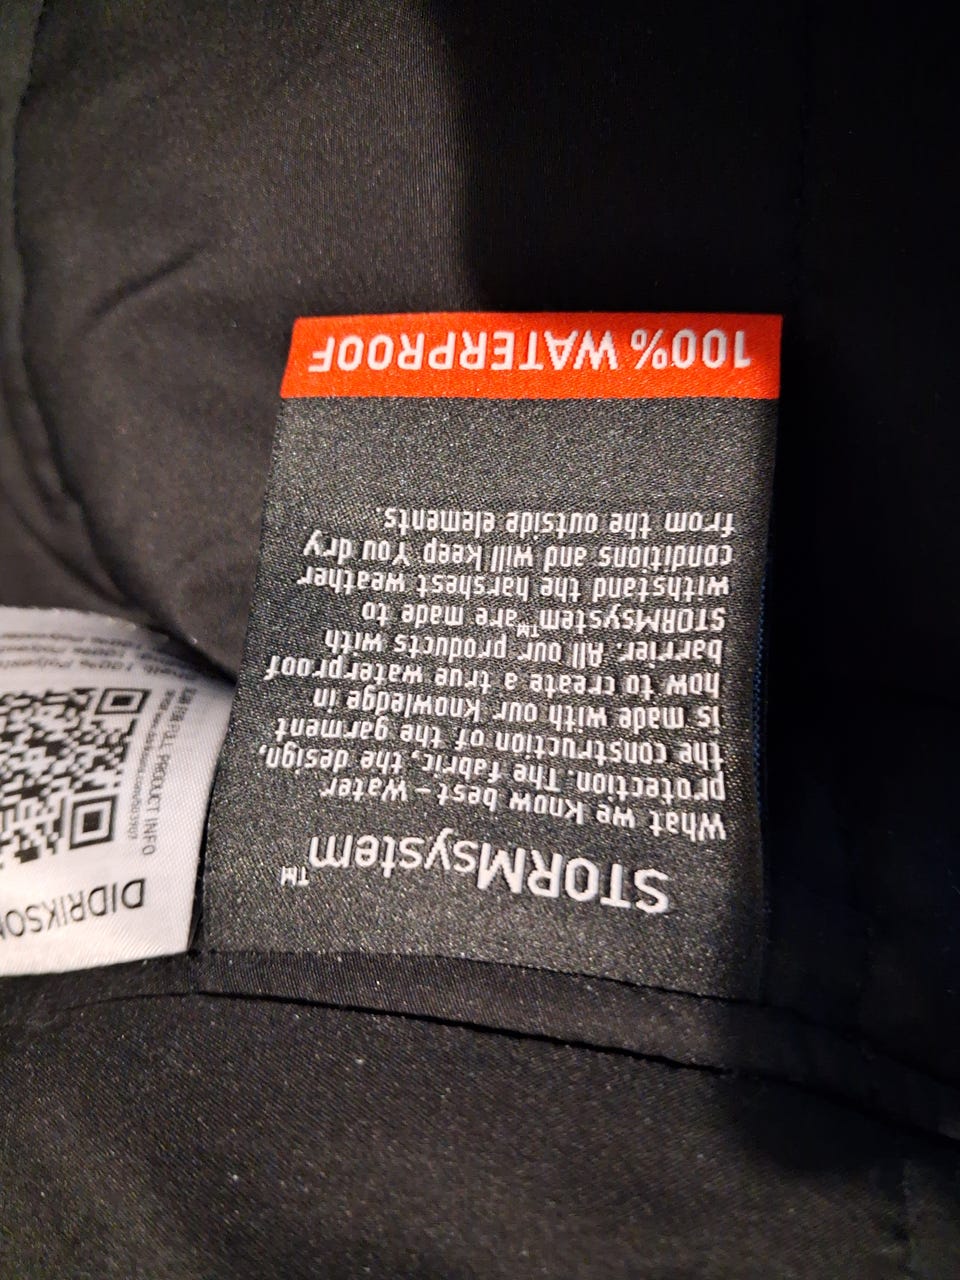 STORMsystem™
What we know best – Water
protection. The fabric, the design,
the construction of the garment
is made with our knowledge in
how to create a true waterproof
barrier. All our products with
STORMsystem™ are made to
withstand the harshest weather
conditions and will keep You dry
from the outside elements.
100% WATERPROOF
DIDRIKSON
FULL PRODUCT INFO
100% Polyester